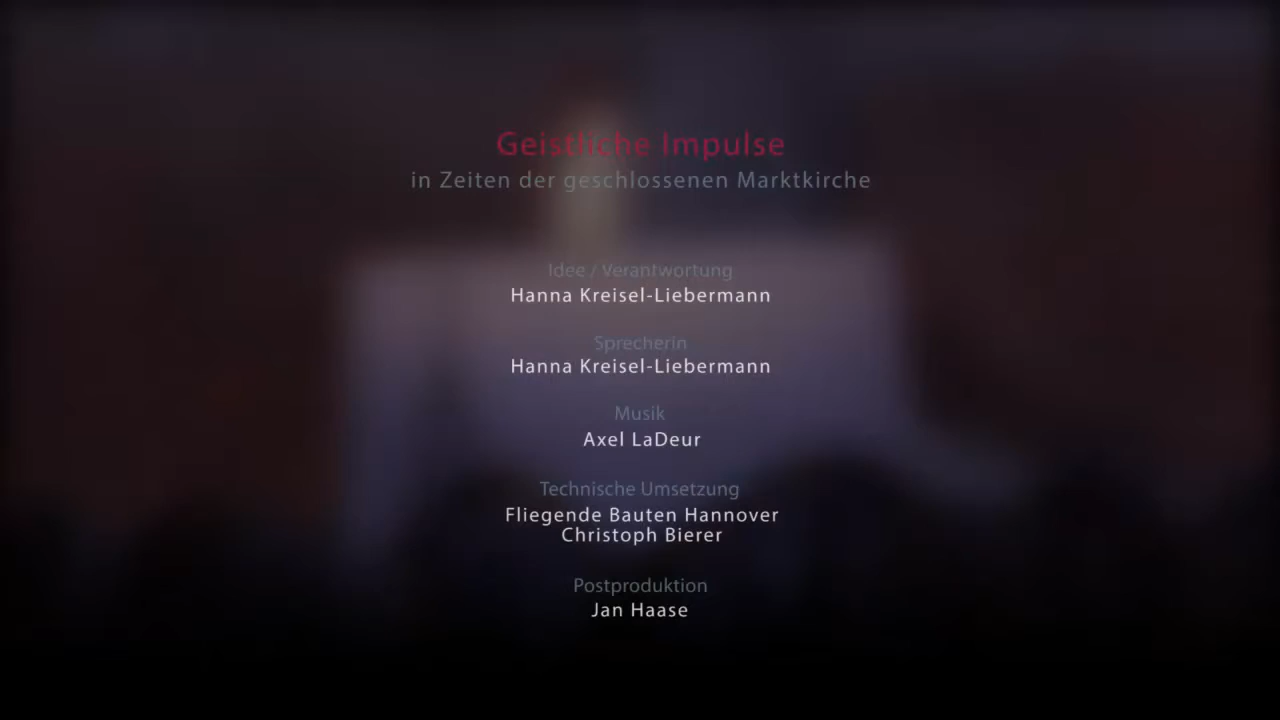 Geistliche Impulse
in Zeiten der geschlossenen Marktkirche
Idee / Verantwortung
Hanna Kreisel-Liebermann
Sprecherin
Hanna Kreisel-Liebermann
Musik
Axel LaDeur
Technische Umsetzung
Fliegende Bauten Hannover
Christoph Bierer
Postproduktion
Jan Haase